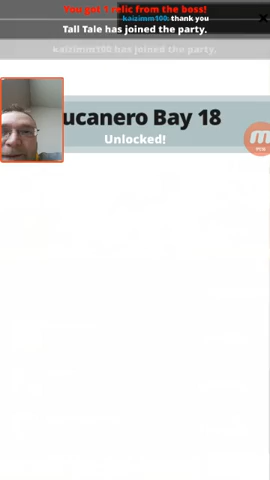 You got 1 relic from the boss!
kaizimm100: thank you
Tall Tale has joined the party.
kaizimm100 has joined the party.
ucanero Bay 18
Unlocked!